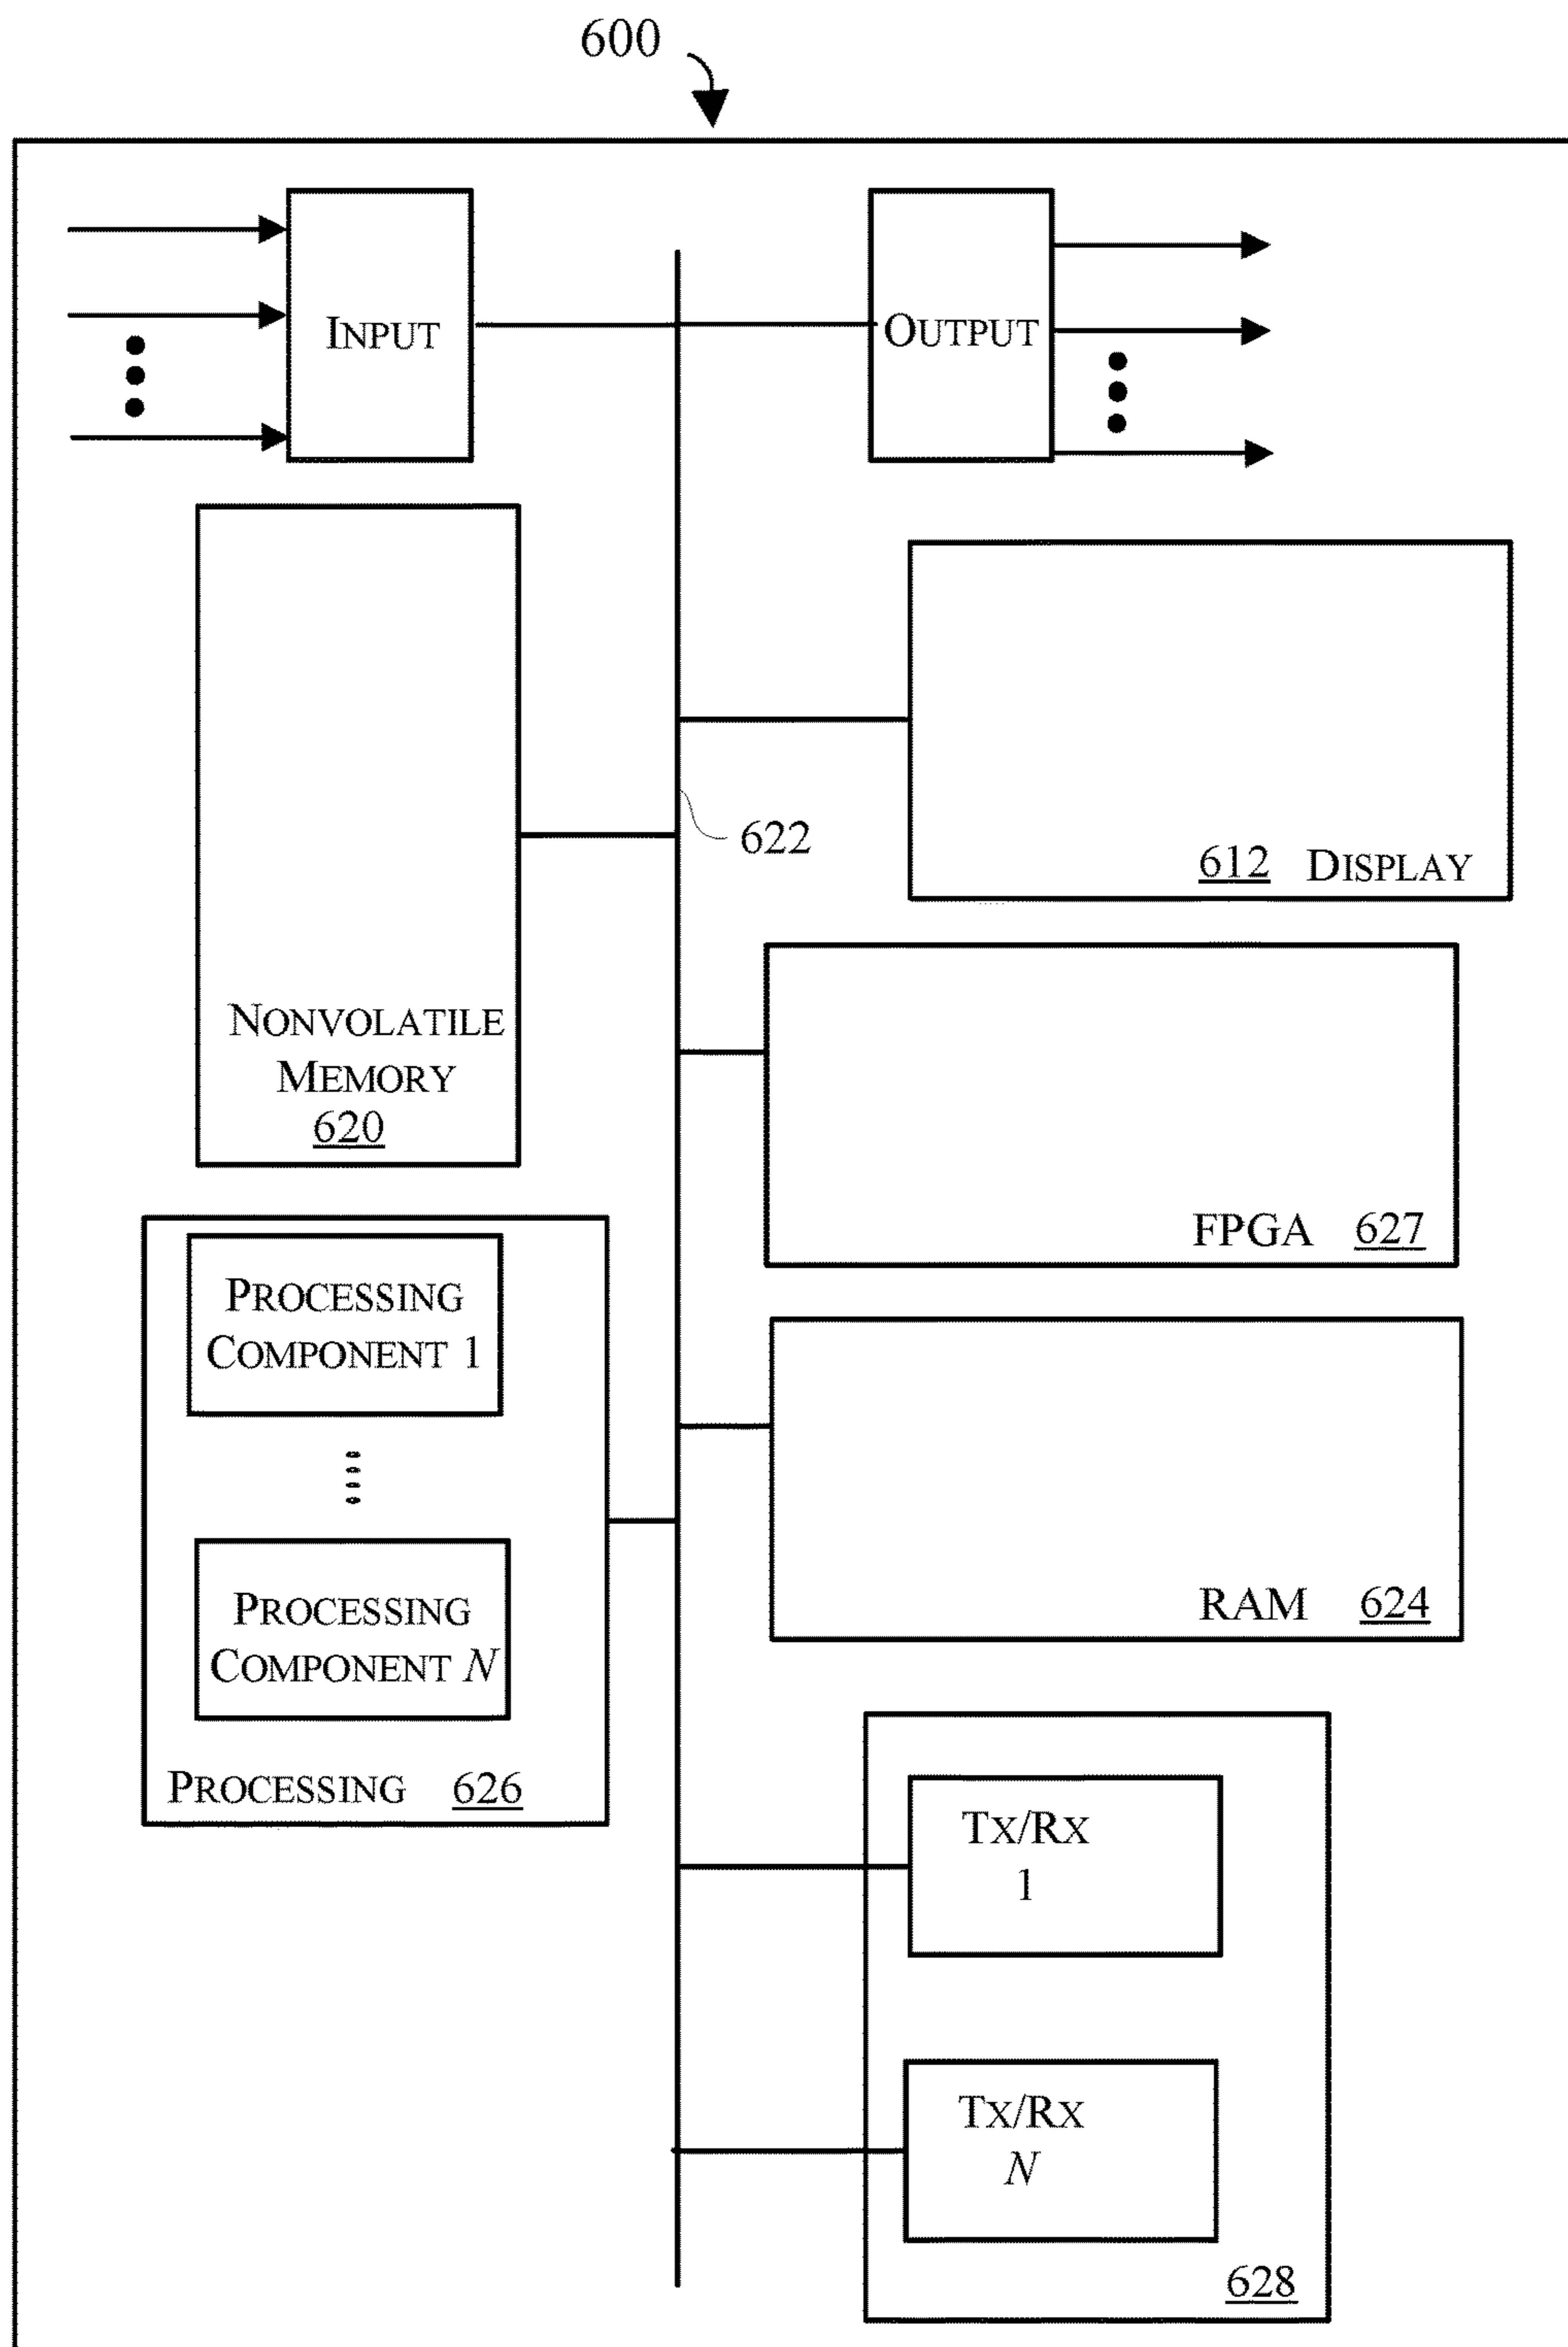 600
INPUT
OUTPUT
622
612 DISPLAY
NONVOLATILE
MEMORY
620
FPGA 627
PROCESSING
COMPONENT 1
RAM 624
PROCESSING
COMPONENT N
PROCESSING 626
TX/RX
1
TX/RX
N
628